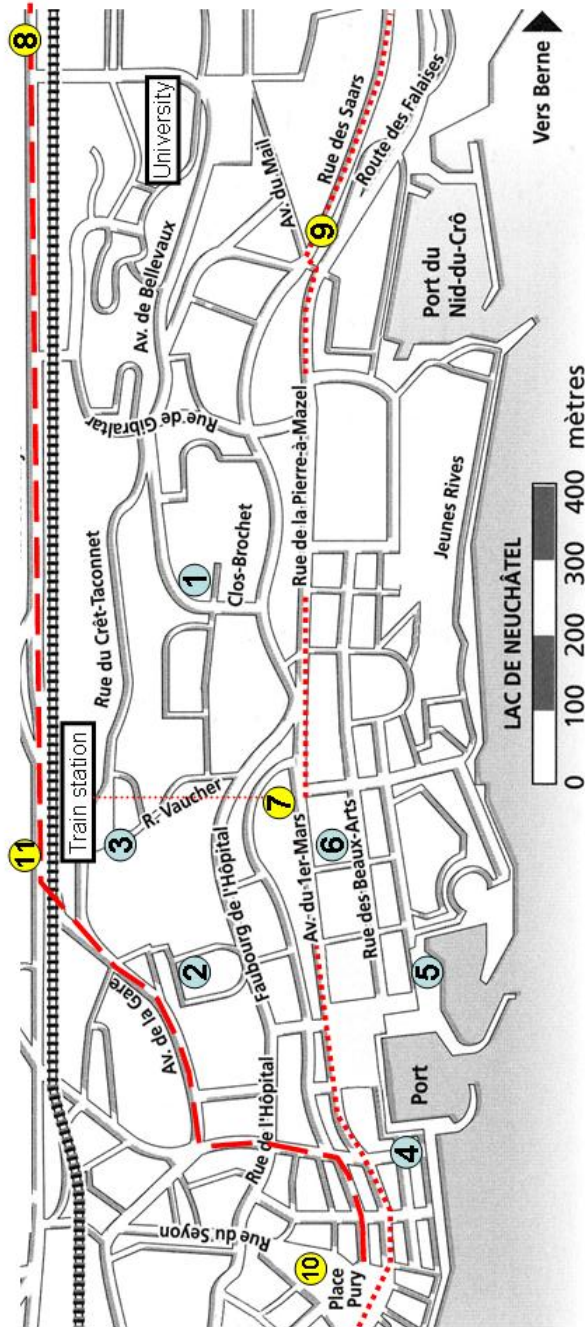 8
11
University
Train station
Av. de Bellevaux
Rue du Crêt-Taconnet
Av. du Mail
Rue des Saars
Route des Falaises
Rue de Gibraltar
9
1
Clos-Brochet
3
R. Vaucher
Rue de la Pierre-à-Mazel
Port du
Nid-du-Crô
Vers Berne
7
Faubourg de l'Hôpital
Av. du 1er-Mars
6
Rue des Beaux-Arts
Jeunes Rives
2
Av. de la Gare
5
Rue de l'Hôpital
Port
4
Rue du Seyon
10
Place
Pury
LAC DE NEUCHÂTEL
0 100 200 300 400 mètres